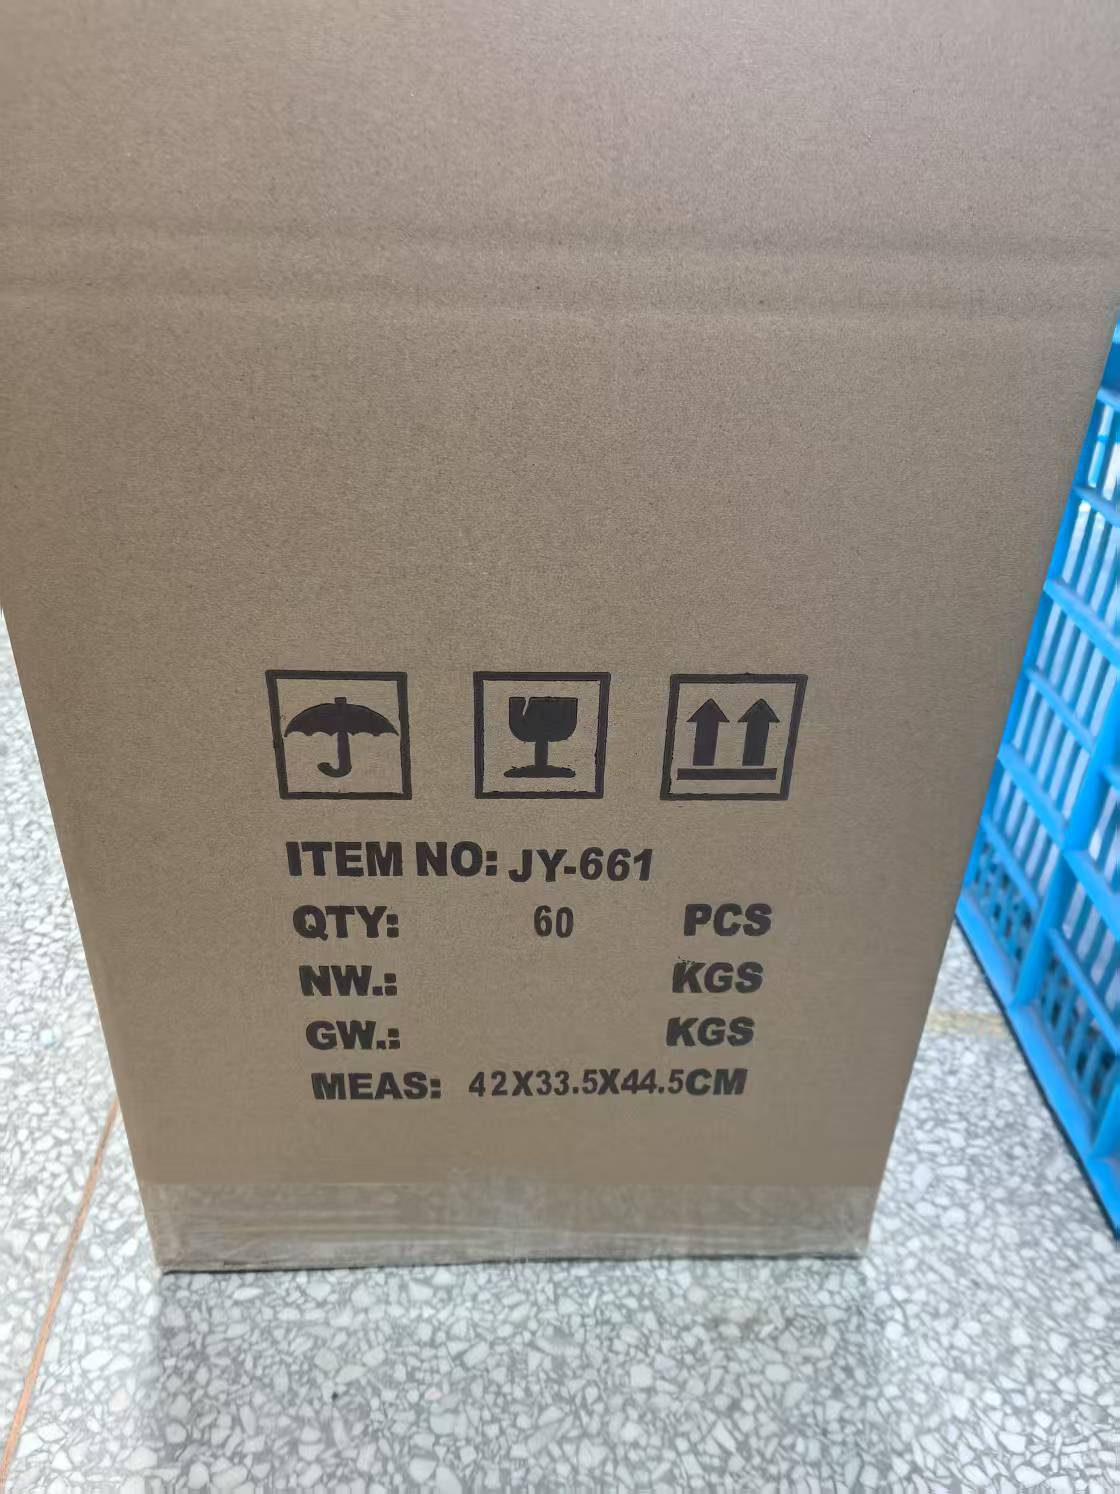 ITEM NO: JY-661
QTY: 60 PCS
NW.: KGS
GW.: KGS
MEAS: 42X33.5X44.5CM